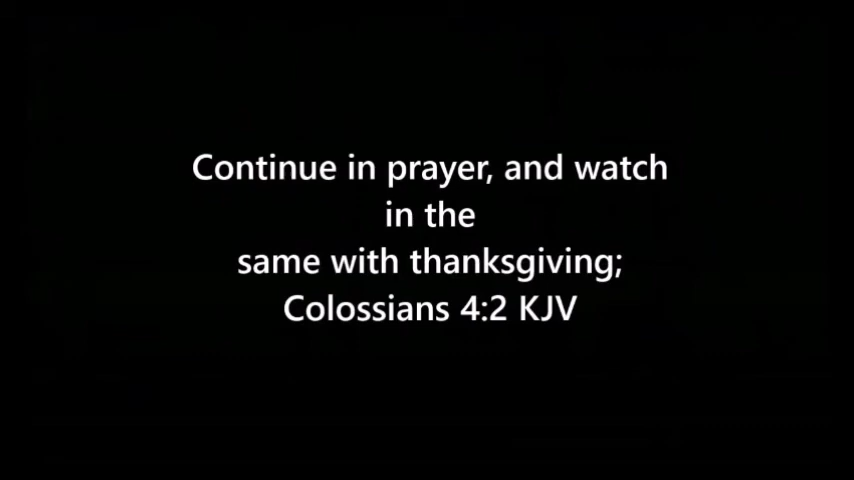 Continue in prayer, and watch
in the
same with thanksgiving;
Colossians 4:2 KJV